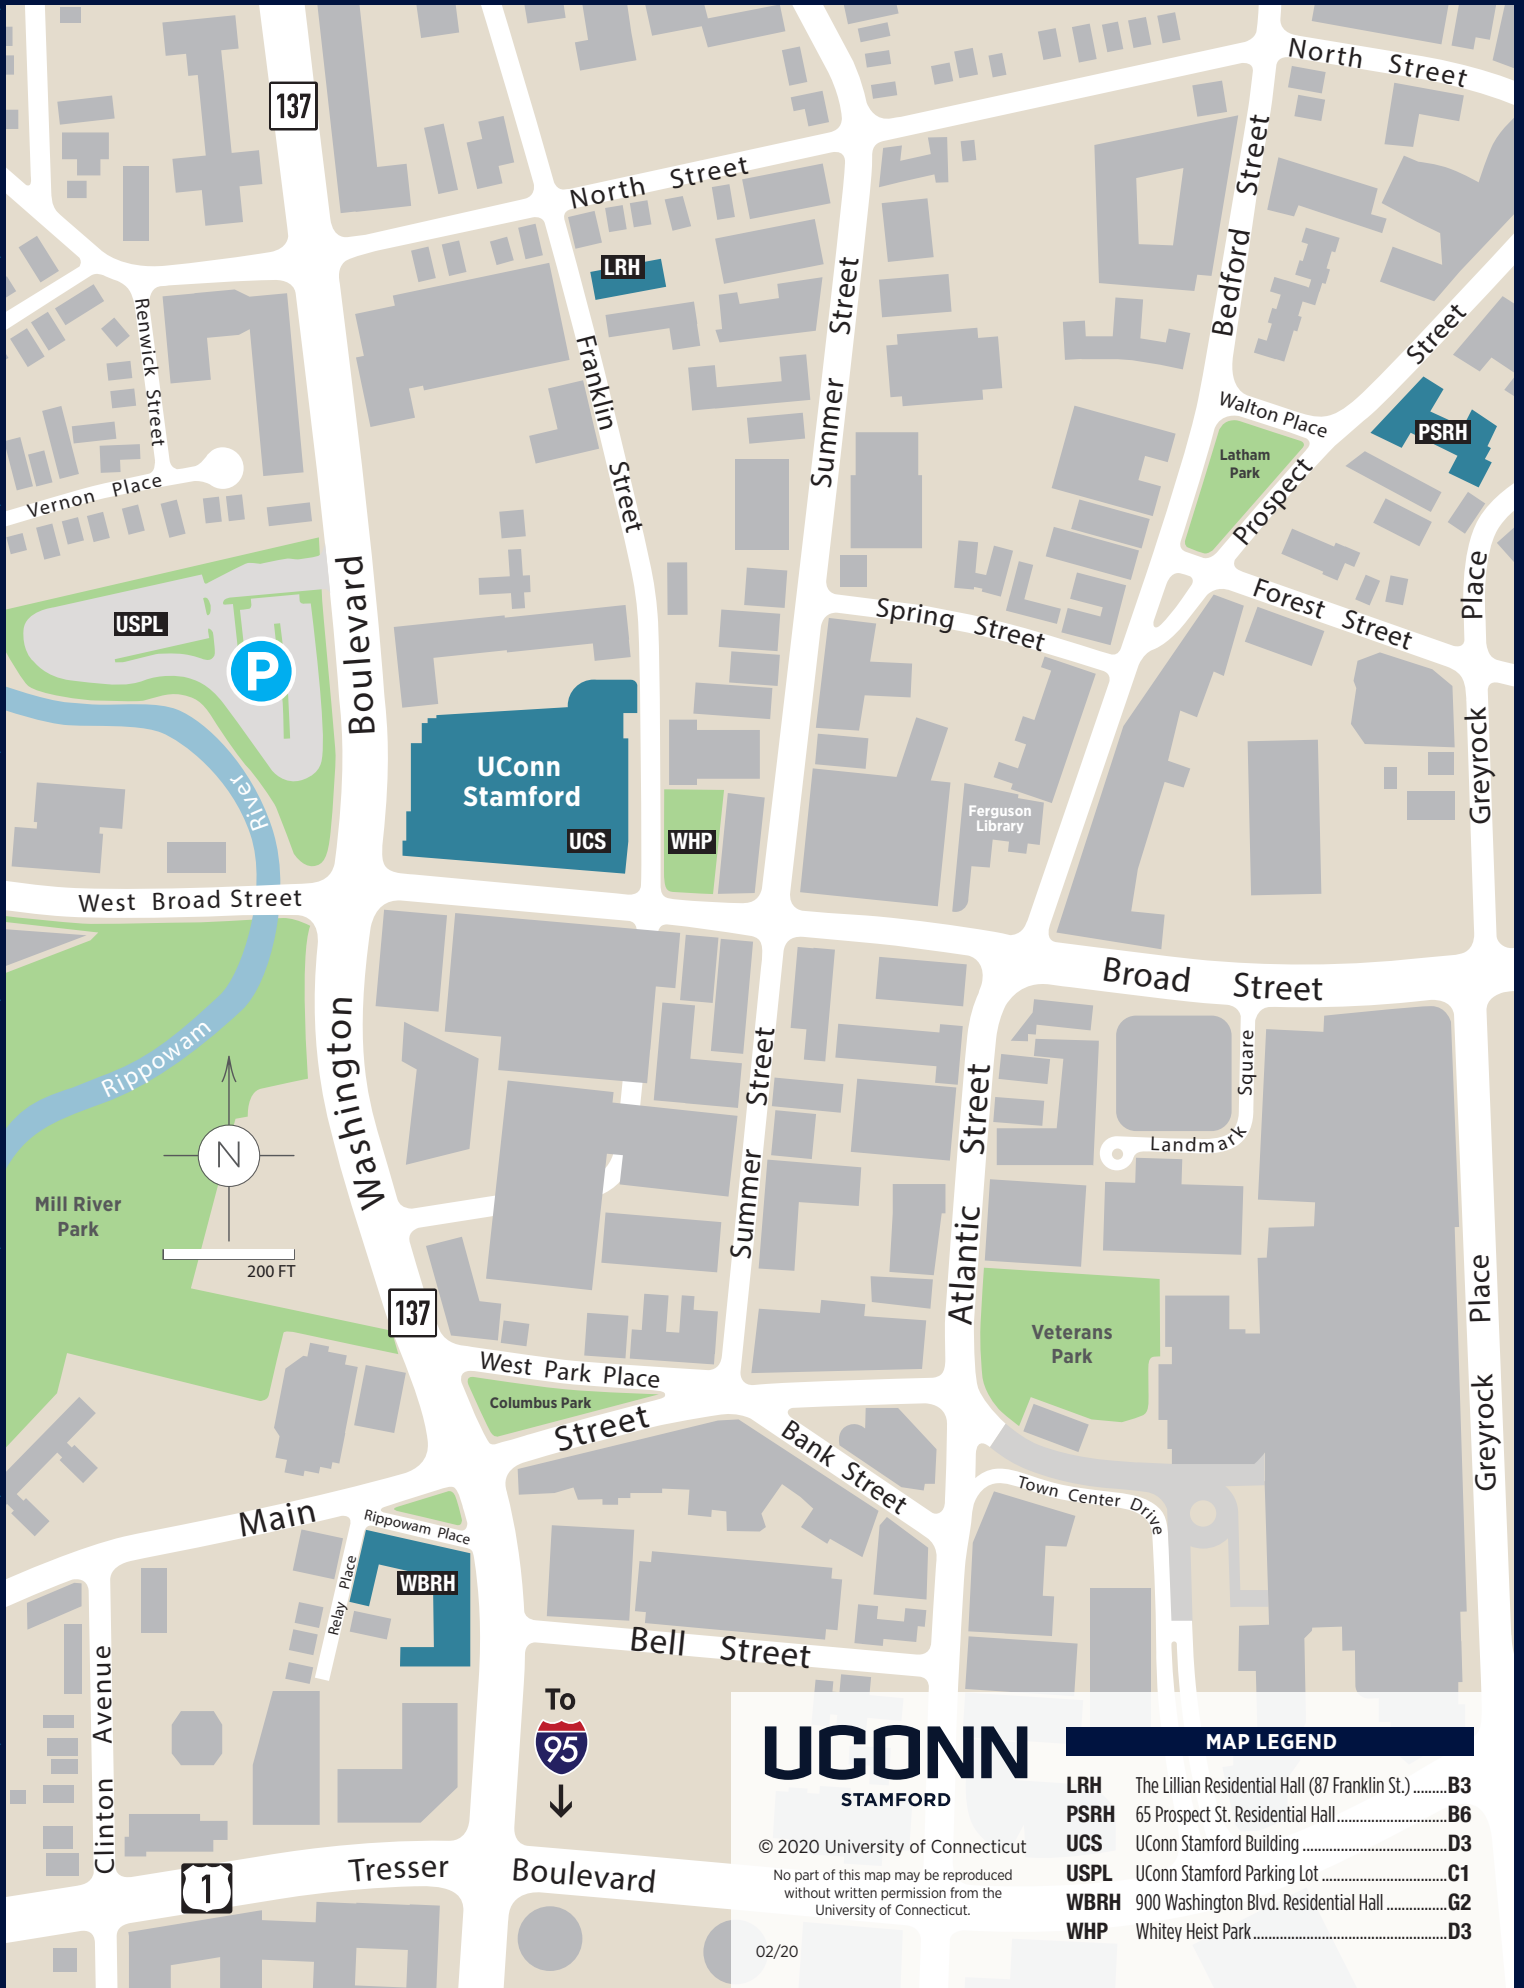 North Street
137
North Street
Bedford Street
LRH
Summer Street
Renwick Street
Franklin Street
Street
Walton Place
PSRH
Latham
Park
Prospect
Vernon Place
Boulevard
Place
Forest Street
Spring Street
USPL
P
Greyrock
UConn
Stamford
River
Ferguson
Library
UCS
WHP
West Broad Street
Broad Street
Rippowam
Washington
Summer Street
Square
Atlantic Street
Landmark
N
Mill River
Park
200 FT
137
Greyrock Place
Veterans
Park
West Park Place
Columbus Park
Street
Bank Street
Town Center Drive
Main
Rippowam Place
Relay Place
WBRH
Bell Street
Clinton Avenue
To
95
Tresser Boulevard
1
UCONN
STAMFORD
© 2020 University of Connecticut
No part of this map may be reproduced
without written permission from the
University of Connecticut.
02/20
MAP LEGEND
LRH The Lillian Residential Hall (87 Franklin St.).........B3
PSRH 65 Prospect St. Residential Hall.............................B6
UCS UConn Stamford Building .....................................D3
USPL UConn Stamford Parking Lot ................................C1
WBRH 900 Washington Blvd. Residential Hall ...............G2
WHP Whitey Heist Park..................................................D3